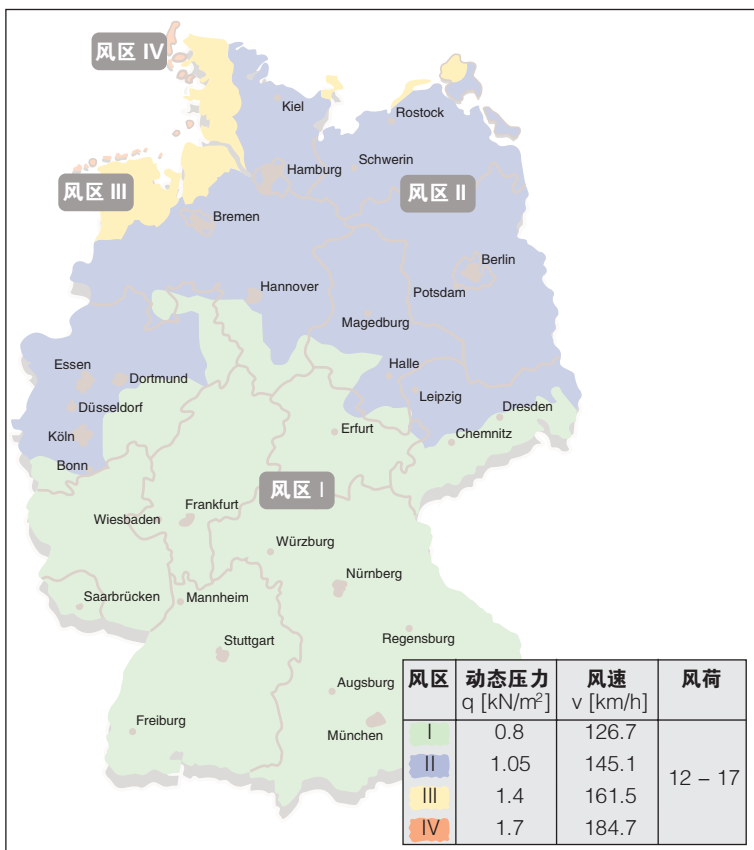 风区 IV
Kiel
Rostock
Schwerin
Hamburg
风区 III
风区 II
Bremen
Berlin
Hannover
Potsdam
Magedburg
Essen
Halle
Dortmund
Leipzig
Düsseldorf
Dresden
Köln
Erfurt
Chemnitz
Bonn
风区 I
Frankfurt
Wiesbaden
Würzburg
Nürnberg
Saarbrücken
Mannheim
Stuttgart
Regensburg
Augsburg
Freiburg
München
风区 动态压力 风速 风荷
q [kN/m²] v [km/h]
I 0.8 126.7
II 1.05 145.1
12 – 17
III 1.4 161.5
IV 1.7 184.7